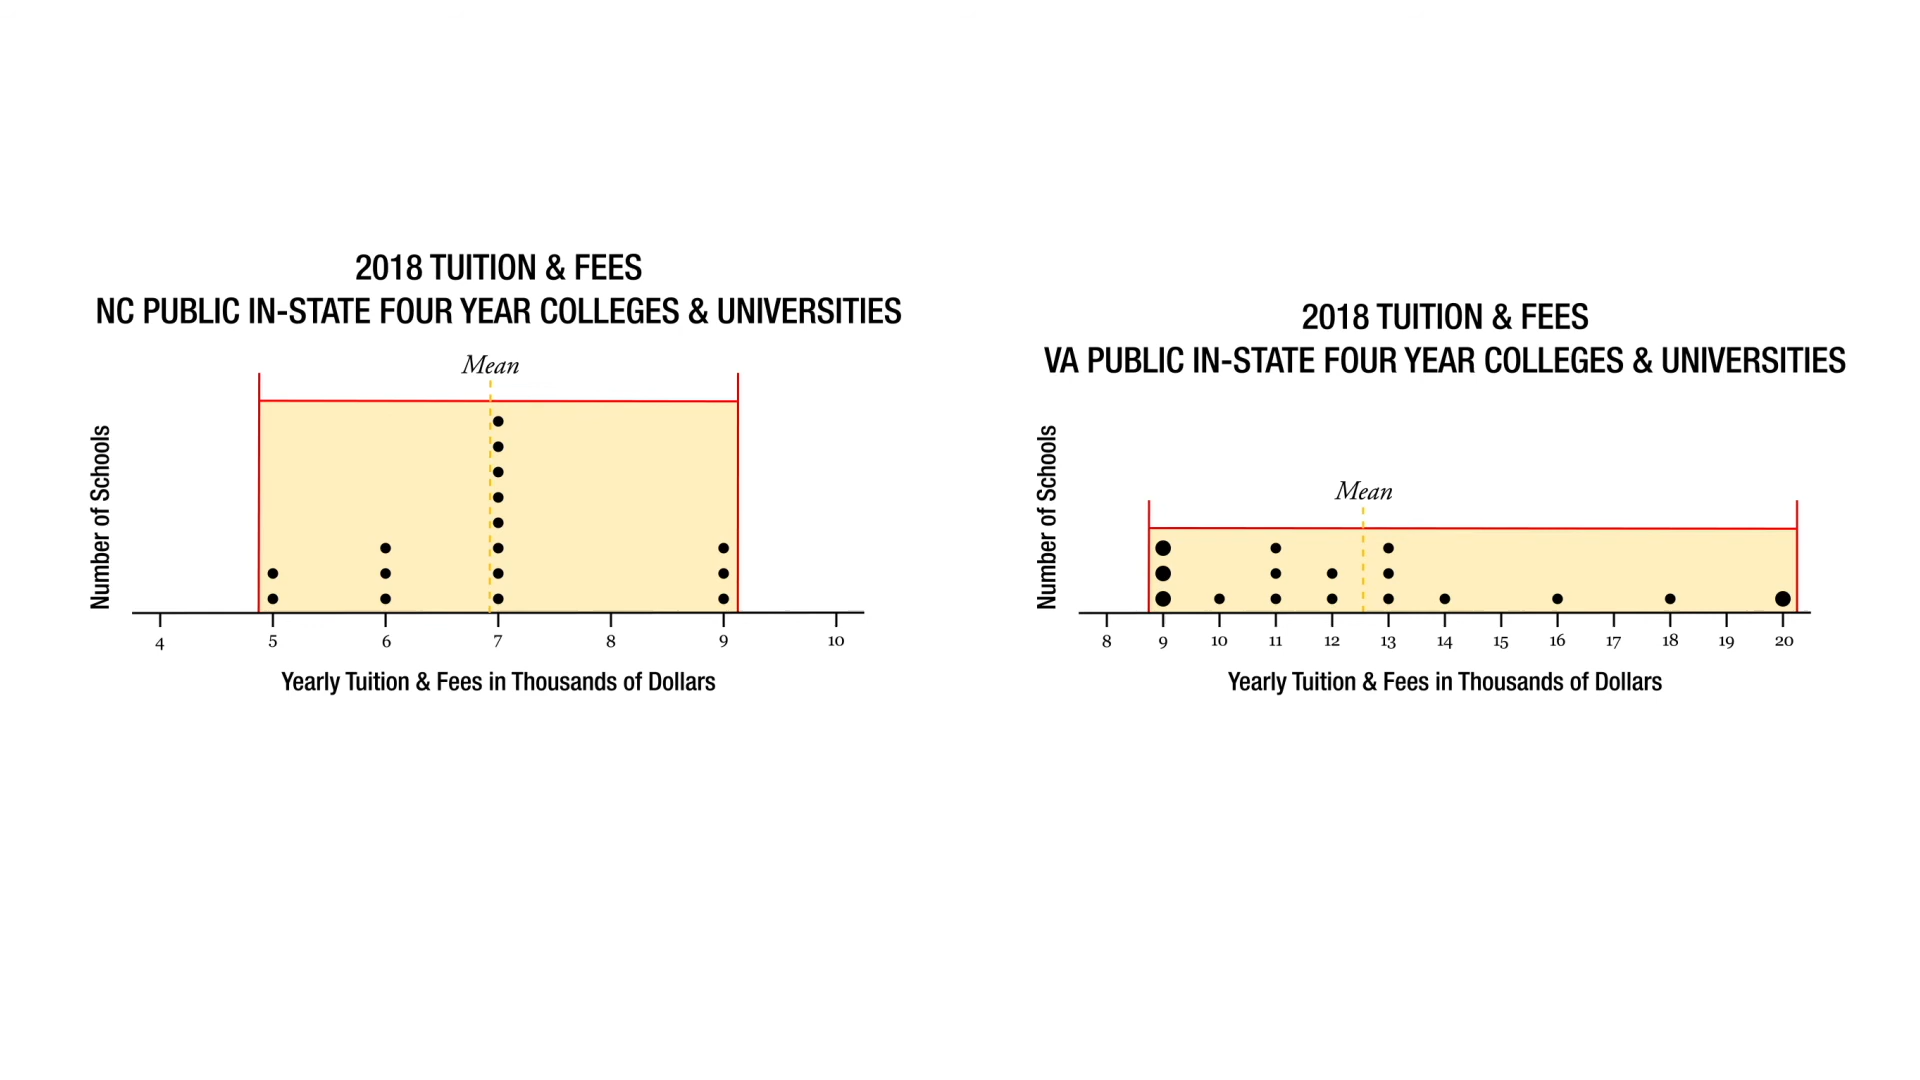 2018 TUITION & FEES
NC PUBLIC IN-STATE FOUR YEAR COLLEGES & UNIVERSITIES
Mean
Number of Schools
4 5 6 7 8 9 10
Yearly Tuition & Fees in Thousands of Dollars
2018 TUITION & FEES
VA PUBLIC IN-STATE FOUR YEAR COLLEGES & UNIVERSITIES
Mean
Number of Schools
8 9 10 11 12 13 14 15 16 17 18 19 20
Yearly Tuition & Fees in Thousands of Dollars